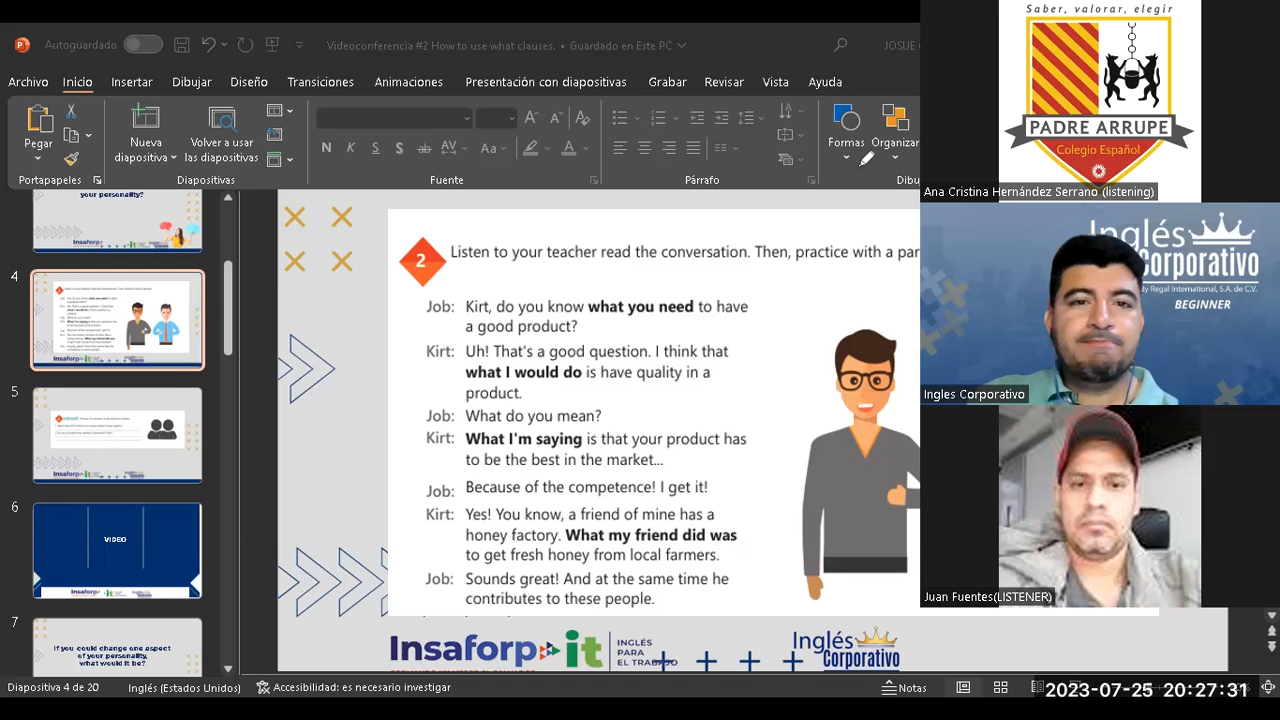 Autoguardado
Videoconferencia #2 How to use what clauses. • Guardado en Este PC
JOSUE
Archivo Inicio Insertar Dibujar Diseño Transiciones Animaciones Presentación con diapositivas Grabar Revisar Vista Ayuda
Pegar
Nueva diapositiva
Volver a usar las diapositivas
N K S S ab AV Aa A
Formas Organizar
Portapapeles Diapositivas Fuente Párrafo
your personality?
4
5
6
VIDEO
7
If you could change one aspect
of your personality,
what would it be?
2 Listen to your teacher read the conversation. Then, practice with a par
Job: Kirt, do you know what you need to have
a good product?
Kirt: Uh! That's a good question. I think that
what I would do is have quality in a
product.
Job: What do you mean?
Kirt: What I'm saying is that your product has
to be the best in the market...
Job: Because of the competence! I get it!
Kirt: Yes! You know, a friend of mine has a
honey factory. What my friend did was
to get fresh honey from local farmers.
Job: Sounds great! And at the same time he
contributes to these people.
Insaforp it
INGLÉS
PARA
EL TRABAJO
Inglés
Corporativo
Diapositiva 4 de 20 Inglés (Estados Unidos) Accesibilidad: es necesario investigar Notas
Saber, valorar, elegir
PADRE ARRUPE
Colegio Español
Ana Cristina Hernández Serrano (listening)
Inglés
Corporativo
dy Regal International, S.A. de C.V.
BEGINNER
Ingles Corporativo
Juan Fuentes(LISTENER)
2023-07-25 20:27:31